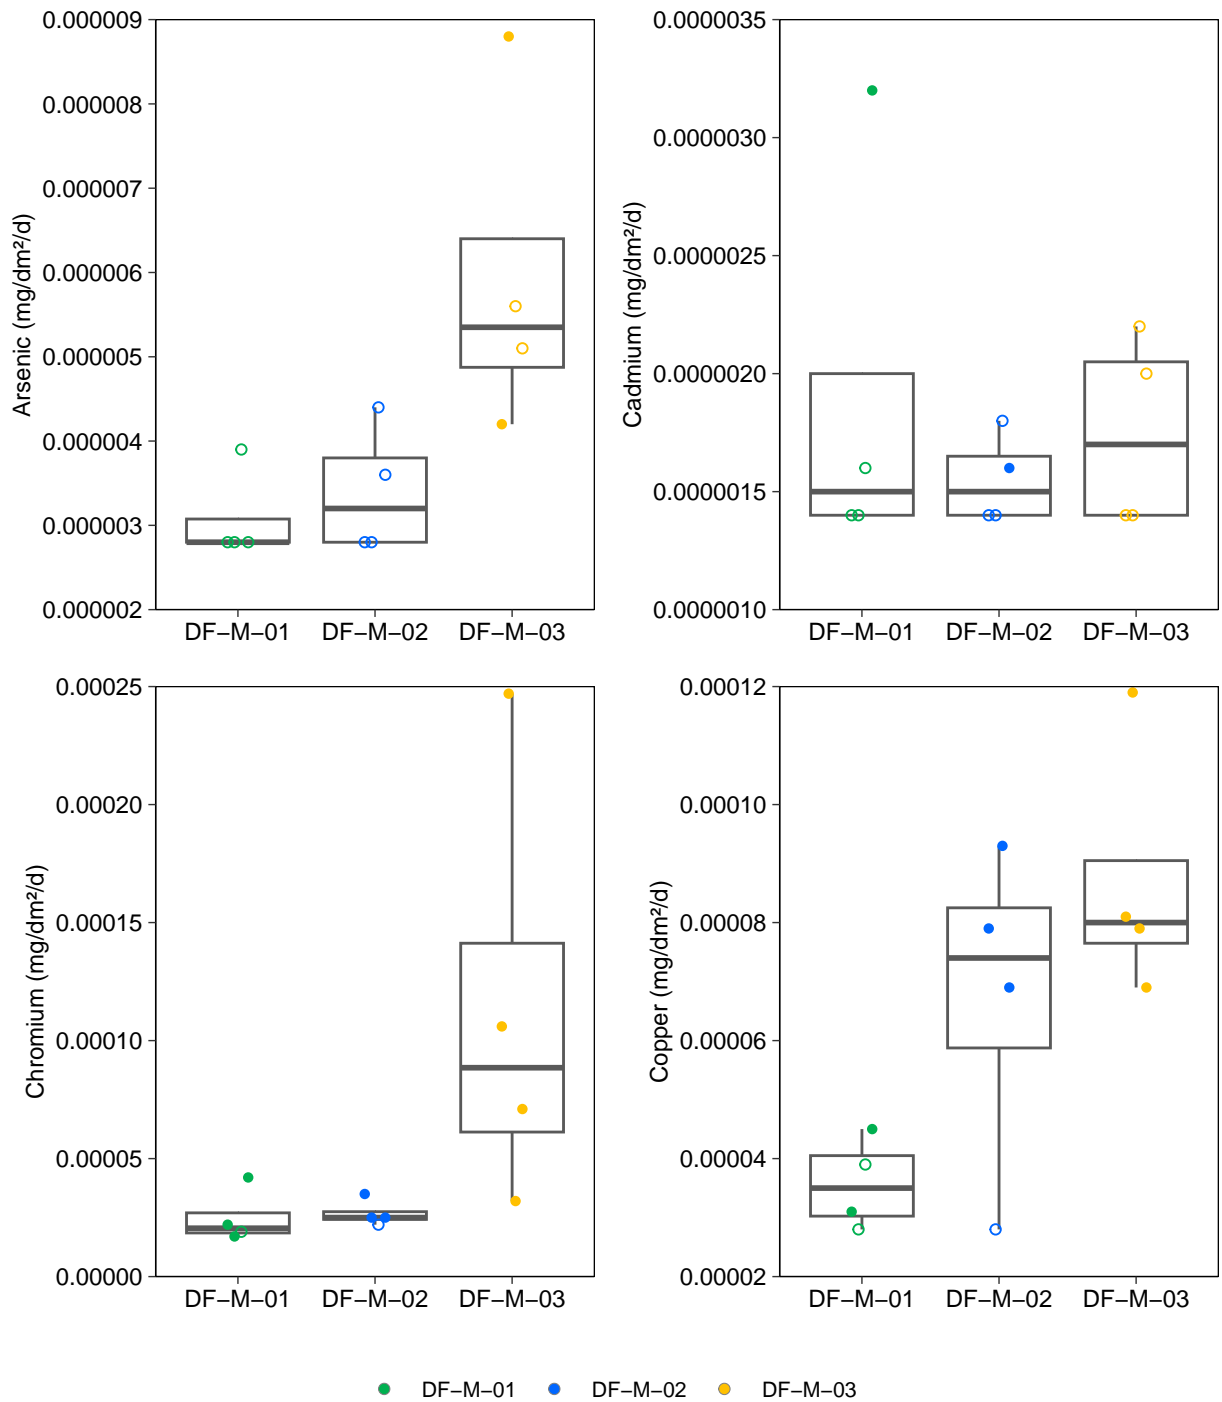 Arsenic (mg/dm²/d)
0.000009
0.000008
0.000007
0.000006
0.000005
0.000004
0.000003
0.000002
DF–M–01 DF–M–02 DF–M–03
Cadmium (mg/dm²/d)
0.0000035
0.0000030
0.0000025
0.0000020
0.0000015
0.0000010
DF–M–01 DF–M–02 DF–M–03
Chromium (mg/dm²/d)
0.00025
0.00020
0.00015
0.00010
0.00005
0.00000
DF–M–01 DF–M–02 DF–M–03
Copper (mg/dm²/d)
0.00012
0.00010
0.00008
0.00006
0.00004
0.00002
DF–M–01 DF–M–02 DF–M–03
DF–M–01 DF–M–02 DF–M–03